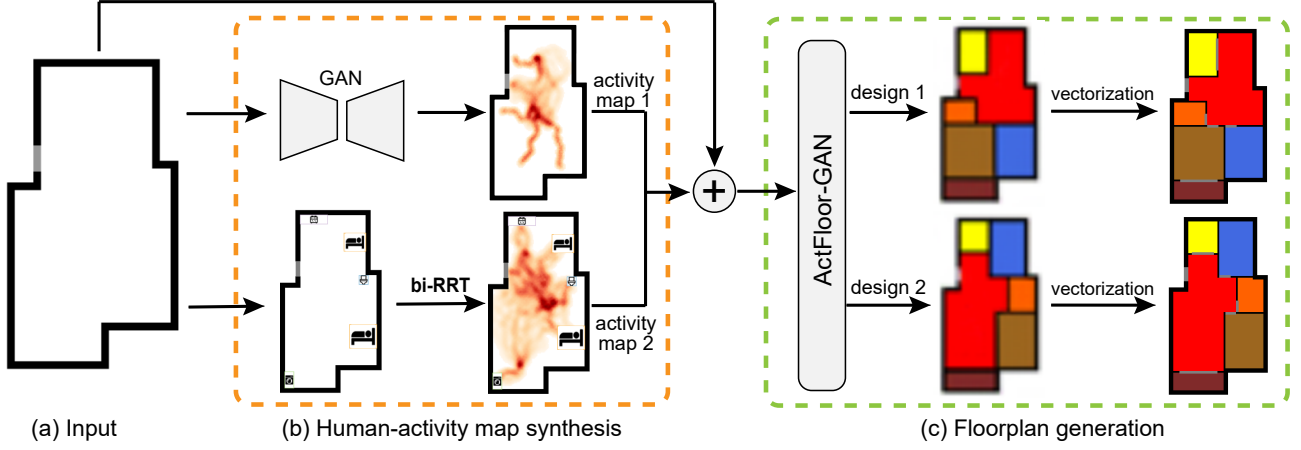 GAN
activity
map 1
bi-RRT
activity
map 2
+
ActFloor-GAN
design 1
vectorization
design 2
vectorization
(a) Input
(b) Human-activity map synthesis
(c) Floorplan generation